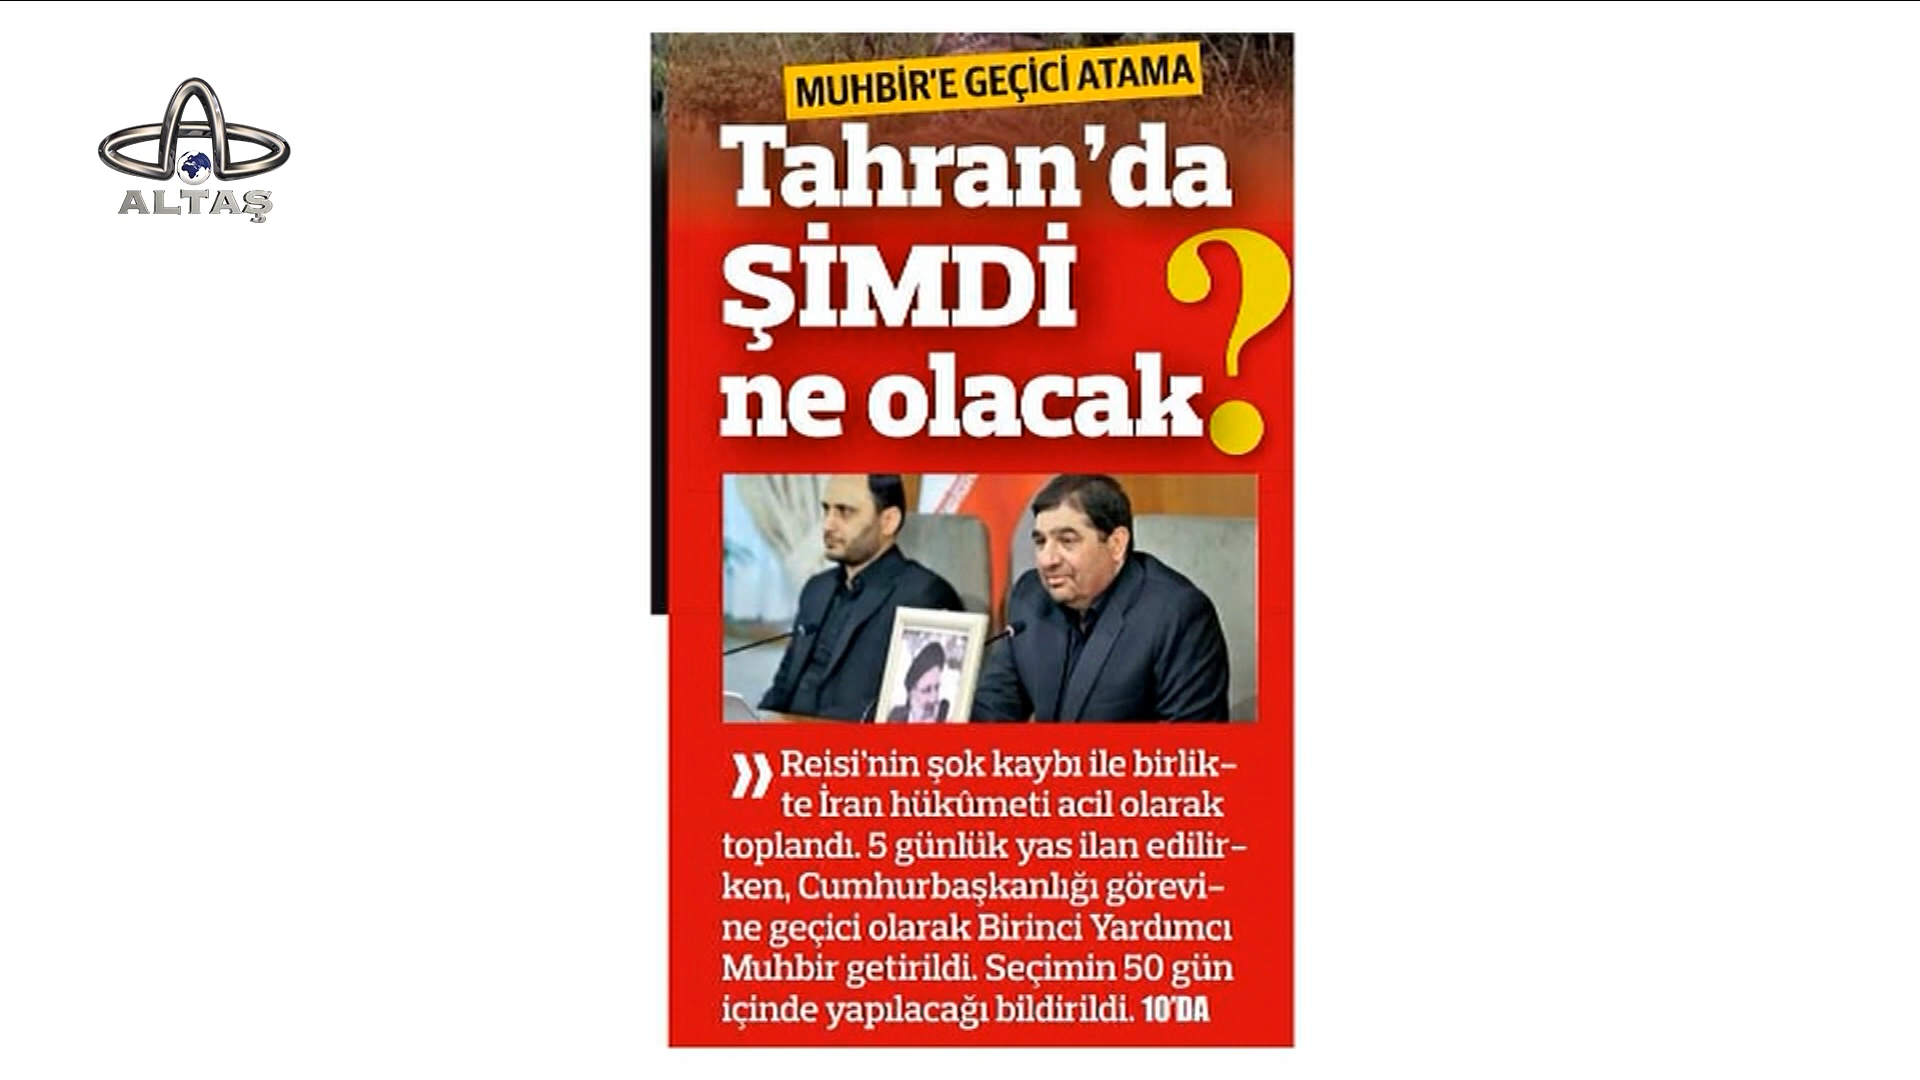 ALTAŞ
MUHBİR'E GEÇİCİ ATAMA
Tahran'da
ŞİMDİ
ne olacak?
» Reisi'nin şok kaybı ile birlik-
te İran hükûmeti acil olarak
toplandı. 5 günlük yas ilan edilir-
ken, Cumhurbaşkanlığı görevi-
ne geçici olarak Birinci Yardımcı
Muhbir getirildi. Seçimin 50 gün
içinde yapılacağı bildirildi. 10'DA